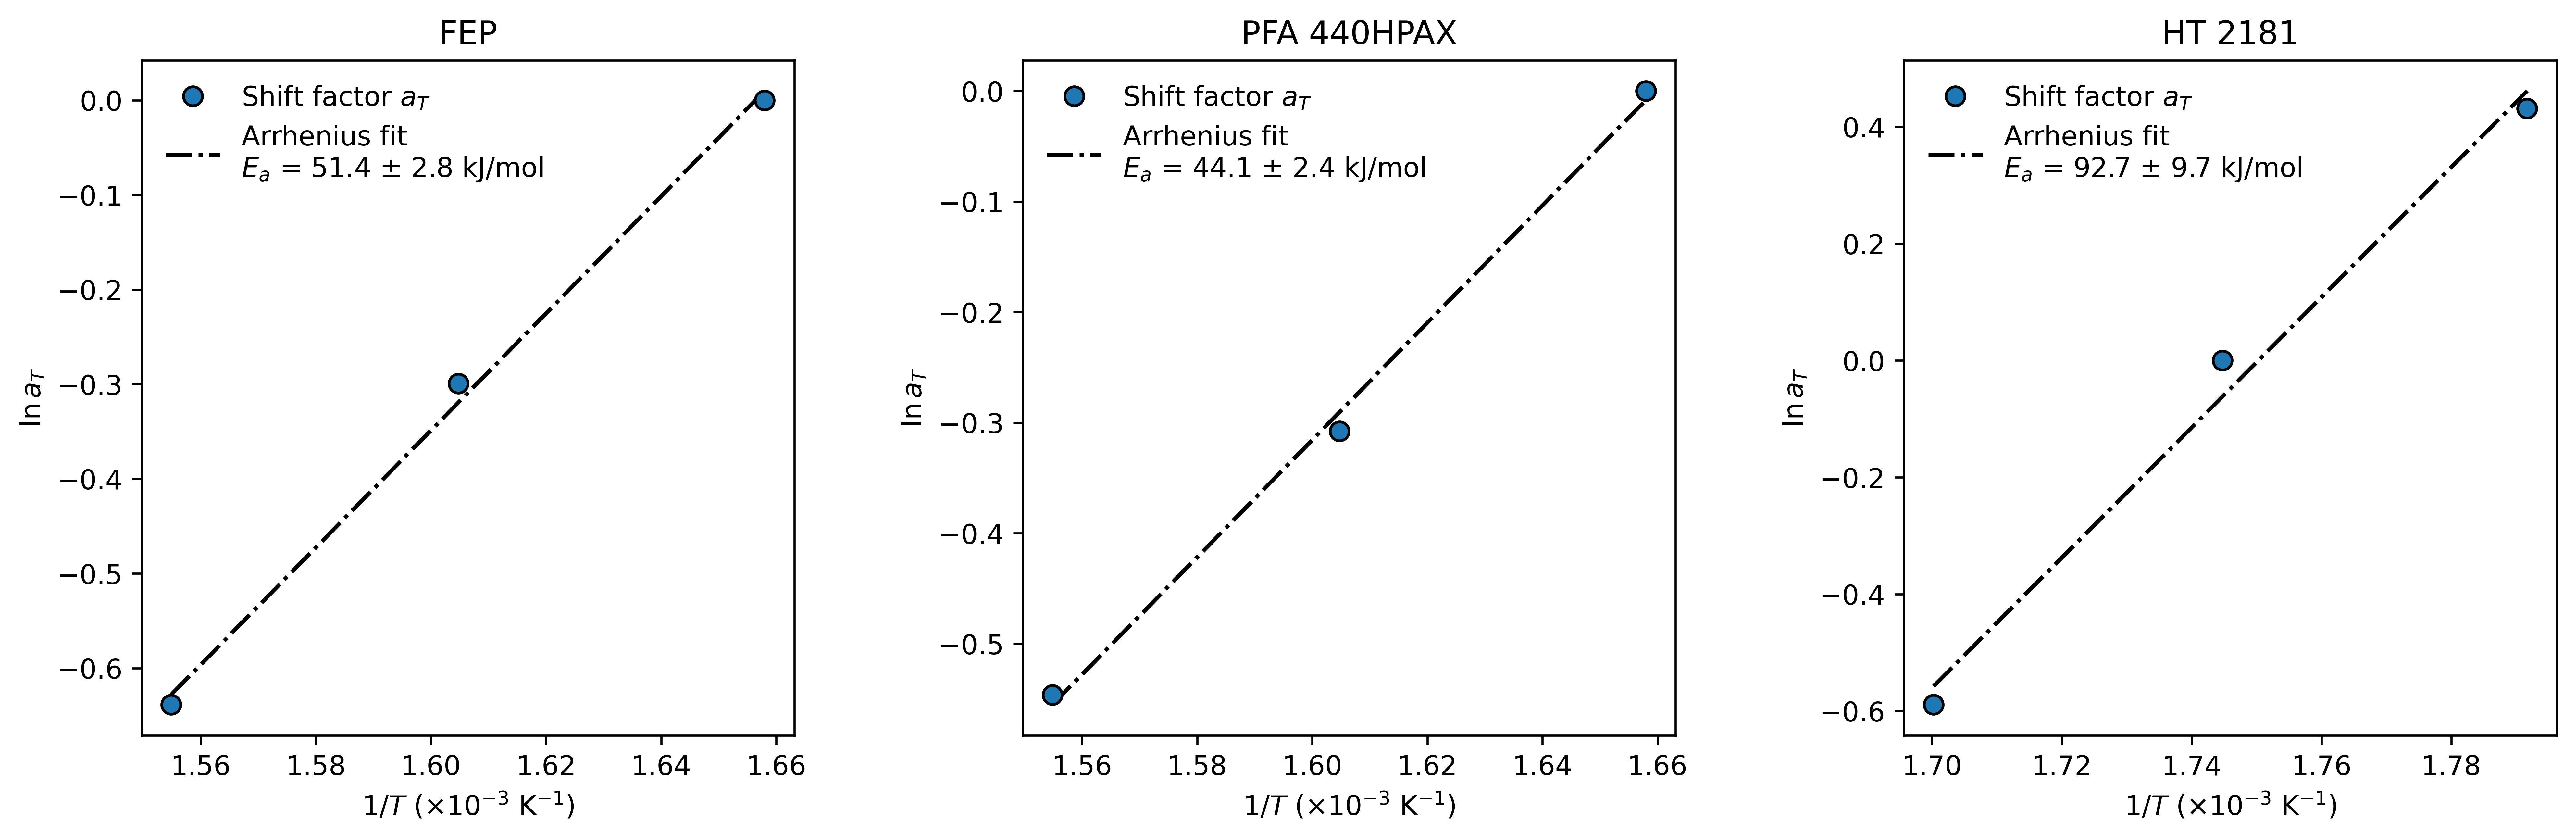 FEP
Shift factor a_T
Arrhenius fit
E_a = 51.4 ± 2.8 kJ/mol
0.0
−0.1
−0.2
−0.3
−0.4
−0.5
−0.6
ln a_T
1.56 1.58 1.60 1.62 1.64 1.66
1/T (×10⁻³ K⁻¹)
PFA 440HPAX
Shift factor a_T
Arrhenius fit
E_a = 44.1 ± 2.4 kJ/mol
0.0
−0.1
−0.2
−0.3
−0.4
−0.5
ln a_T
1.56 1.58 1.60 1.62 1.64 1.66
1/T (×10⁻³ K⁻¹)
HT 2181
Shift factor a_T
Arrhenius fit
E_a = 92.7 ± 9.7 kJ/mol
0.4
0.2
0.0
−0.2
−0.4
−0.6
ln a_T
1.70 1.72 1.74 1.76 1.78
1/T (×10⁻³ K⁻¹)